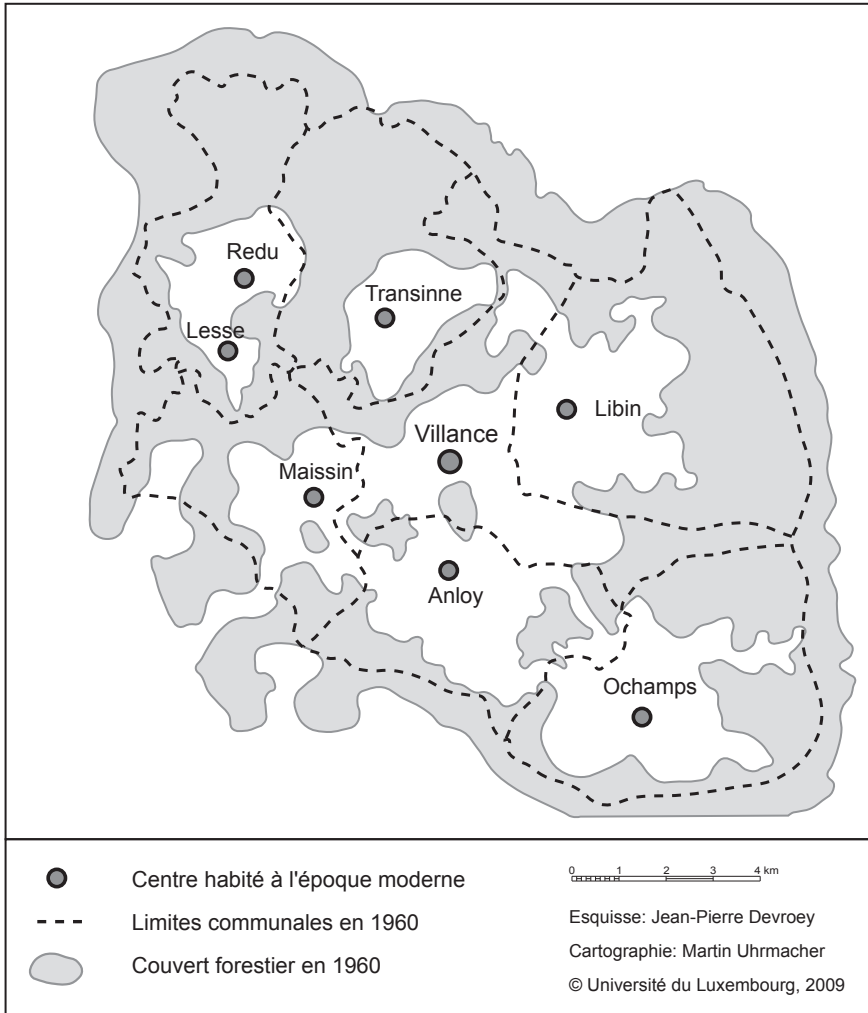 Redu
Transinne
Lesse
Libin
Villance
Maissin
Anloy
Ochamps
Centre habité à l'époque moderne
Limites communales en 1960
Couvert forestier en 1960
0 1 2 3 4 km
Esquisse: Jean-Pierre Devroey
Cartographie: Martin Uhrmacher
© Université du Luxembourg, 2009